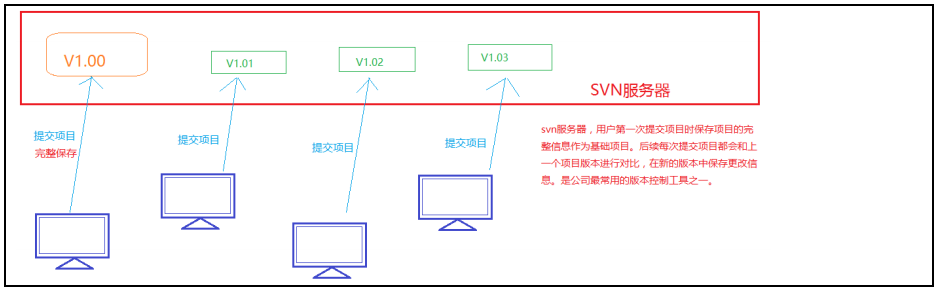 V1.00
V1.01
V1.02
V1.03
SVN服务器
提交项目
完整保存
提交项目
提交项目
提交项目
svn服务器，用户第一次提交项目时保存项目的完
整信息作为基础项目。后续每次提交项目都会和上
一个项目版本进行对比，在新的版本中保存更改信
息。是公司最常用的版本控制工具之一。